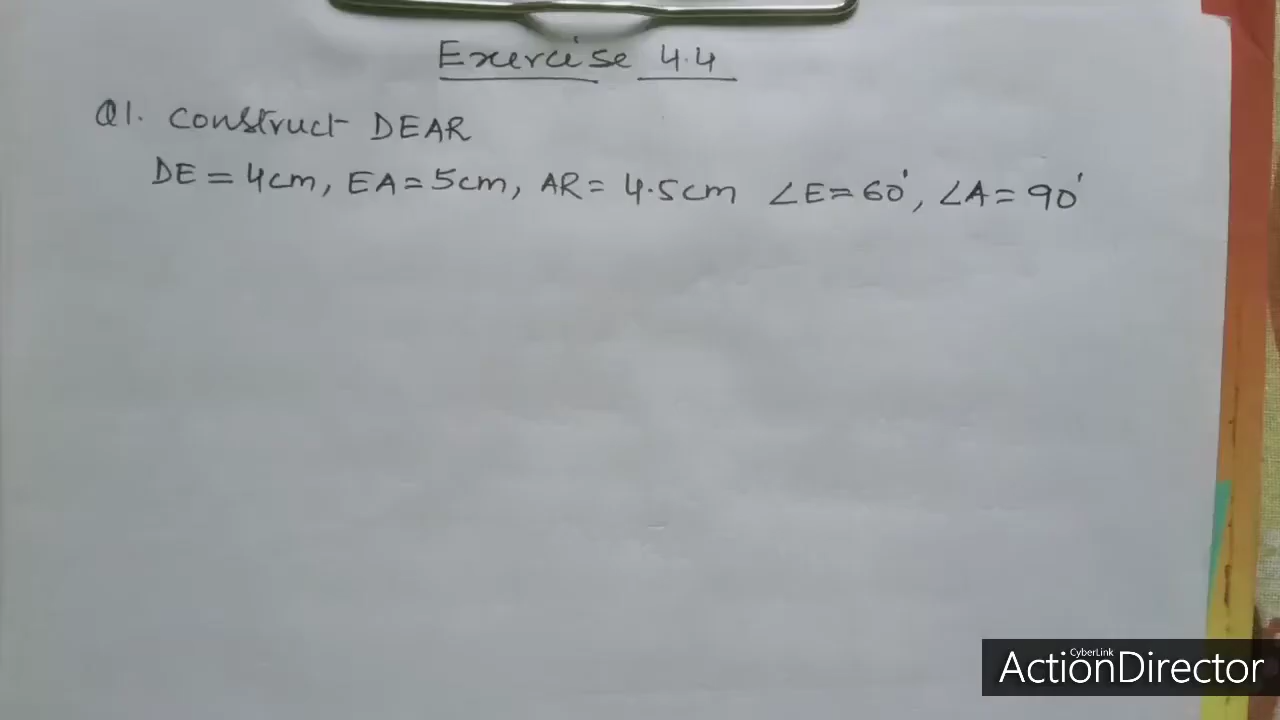 Exercise 4.4
Q1. Construct DEAR
DE = 4cm, EA = 5cm, AR = 4.5cm ∠E = 60°, ∠A = 90°
CyberLink
ActionDirector